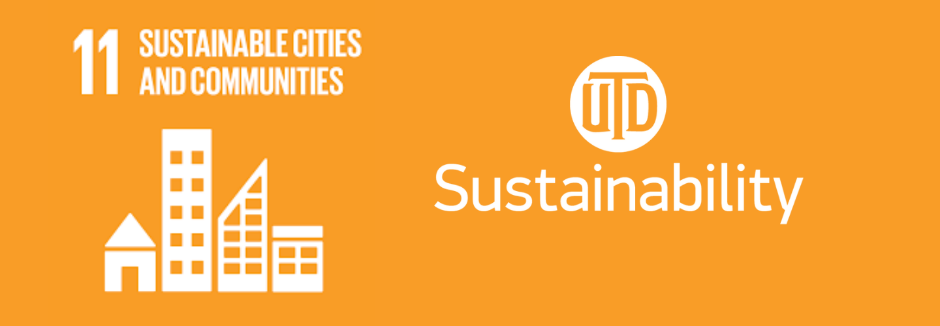 11 SUSTAINABLE CITIES
AND COMMUNITIES
UTD
Sustainability